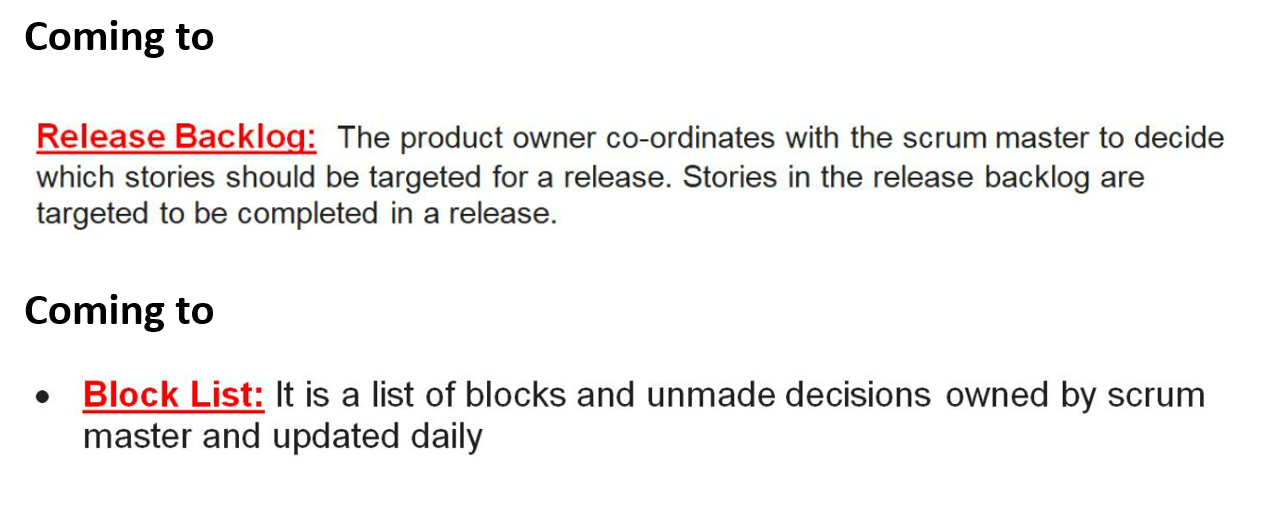 Coming to
Release Backlog: The product owner co-ordinates with the scrum master to decide
which stories should be targeted for a release. Stories in the release backlog are
targeted to be completed in a release.
Coming to
• Block List: It is a list of blocks and unmade decisions owned by scrum
master and updated daily